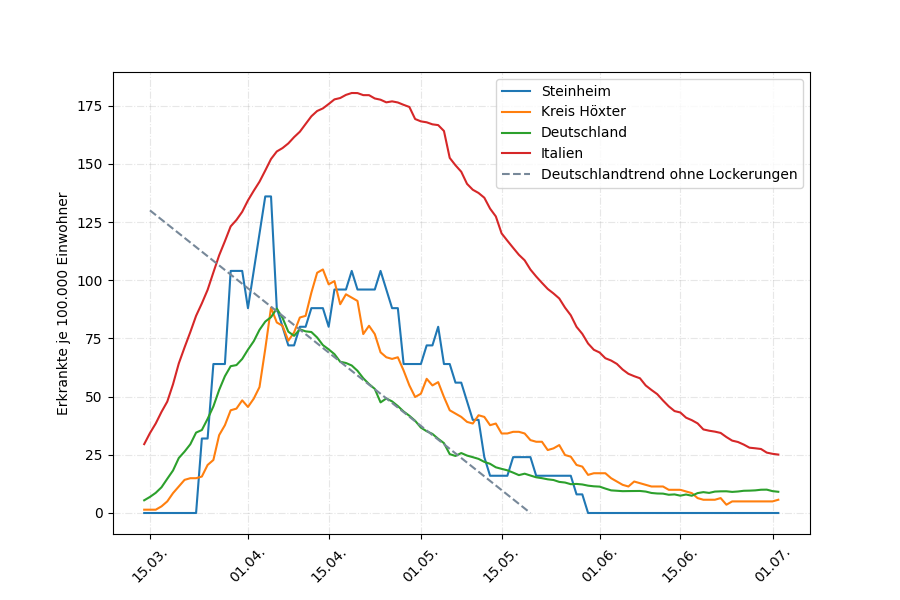 Steinheim
Kreis Höxter
Deutschland
Italien
Deutschlandtrend ohne Lockerungen
Erkrankte je 100.000 Einwohner
175
150
125
100
75
50
25
0
15.03.
01.04.
15.04.
01.05.
15.05.
01.06.
15.06.
01.07.